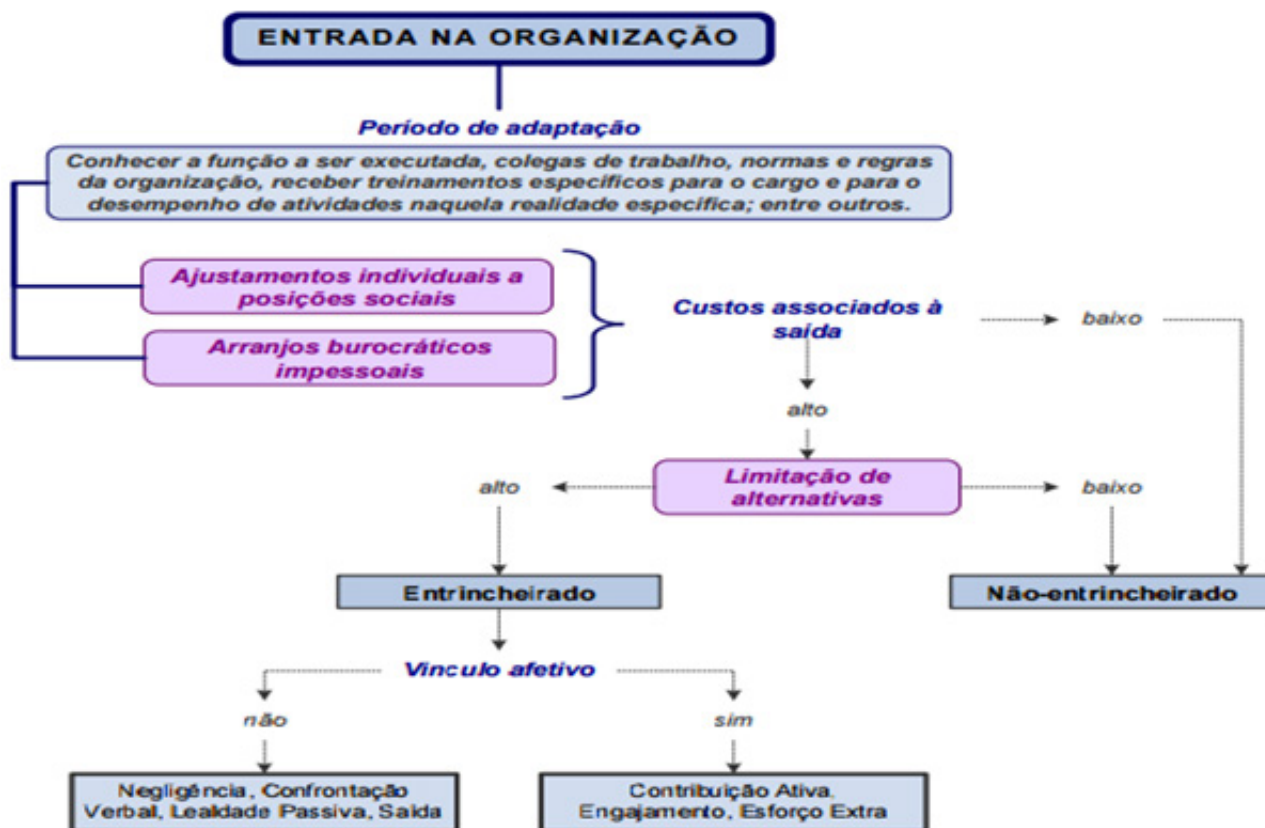 ENTRADA NA ORGANIZAÇÃO
Período de adaptação
Conhecer a função a ser executada, colegas de trabalho, normas e regras
da organização, receber treinamentos específicos para o cargo e para o
desempenho de atividades naquela realidade específica; entre outros.
Ajustamentos individuais a
posições sociais
Arranjos burocráticos
impessoais
Custos associados à
saída
baixo
alto
Limitação de
alternativas
alto
baixo
Entrincheirado
Não-entrincheirado
Vinculo afetivo
não
sim
Negligência, Confrontação
Verbal, Lealdade Passiva, Saída
Contribuição Ativa,
Engajamento, Esforço Extra